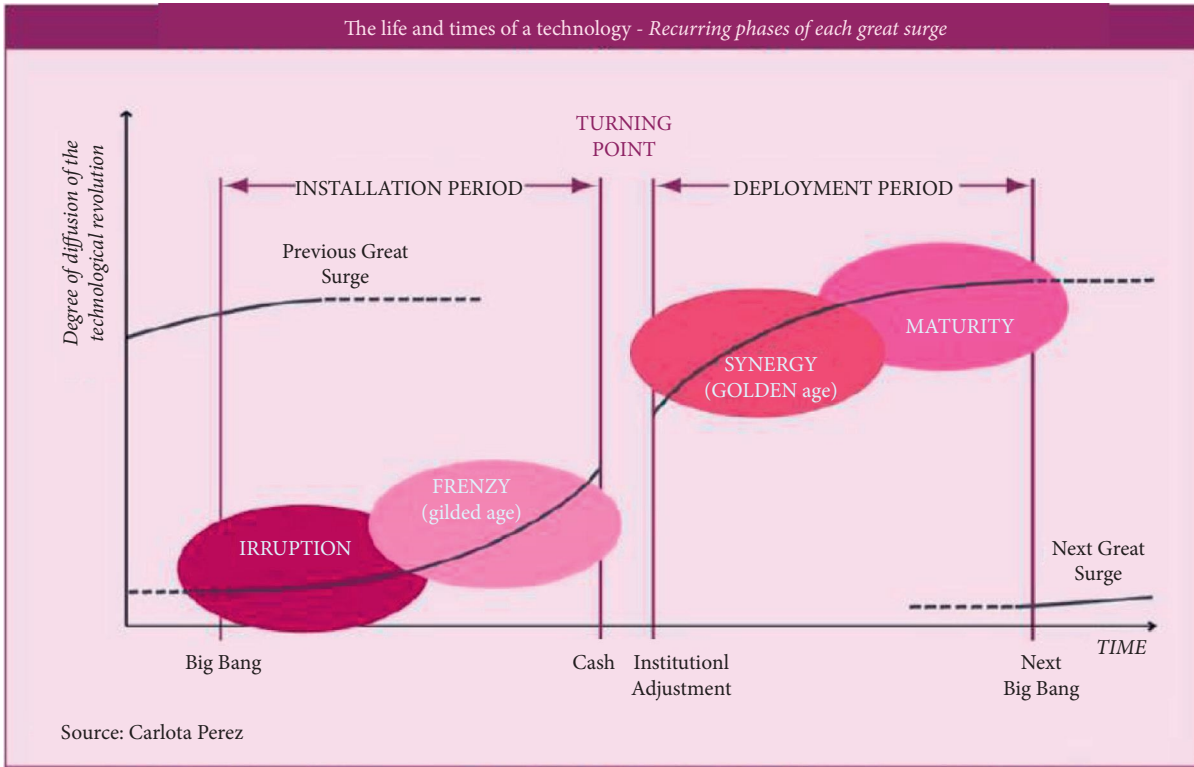 The life and times of a technology - Recurring phases of each great surge
TURNING
POINT
INSTALLATION PERIOD
DEPLOYMENT PERIOD
Degree of diffusion of the
technological revolution
Previous Great
Surge
MATURITY
SYNERGY
(GOLDEN age)
FRENZY
(gilded age)
IRRUPTION
Next Great
Surge
TIME
Big Bang
Cash
Institutionl
Adjustment
Next
Big Bang
Source: Carlota Perez